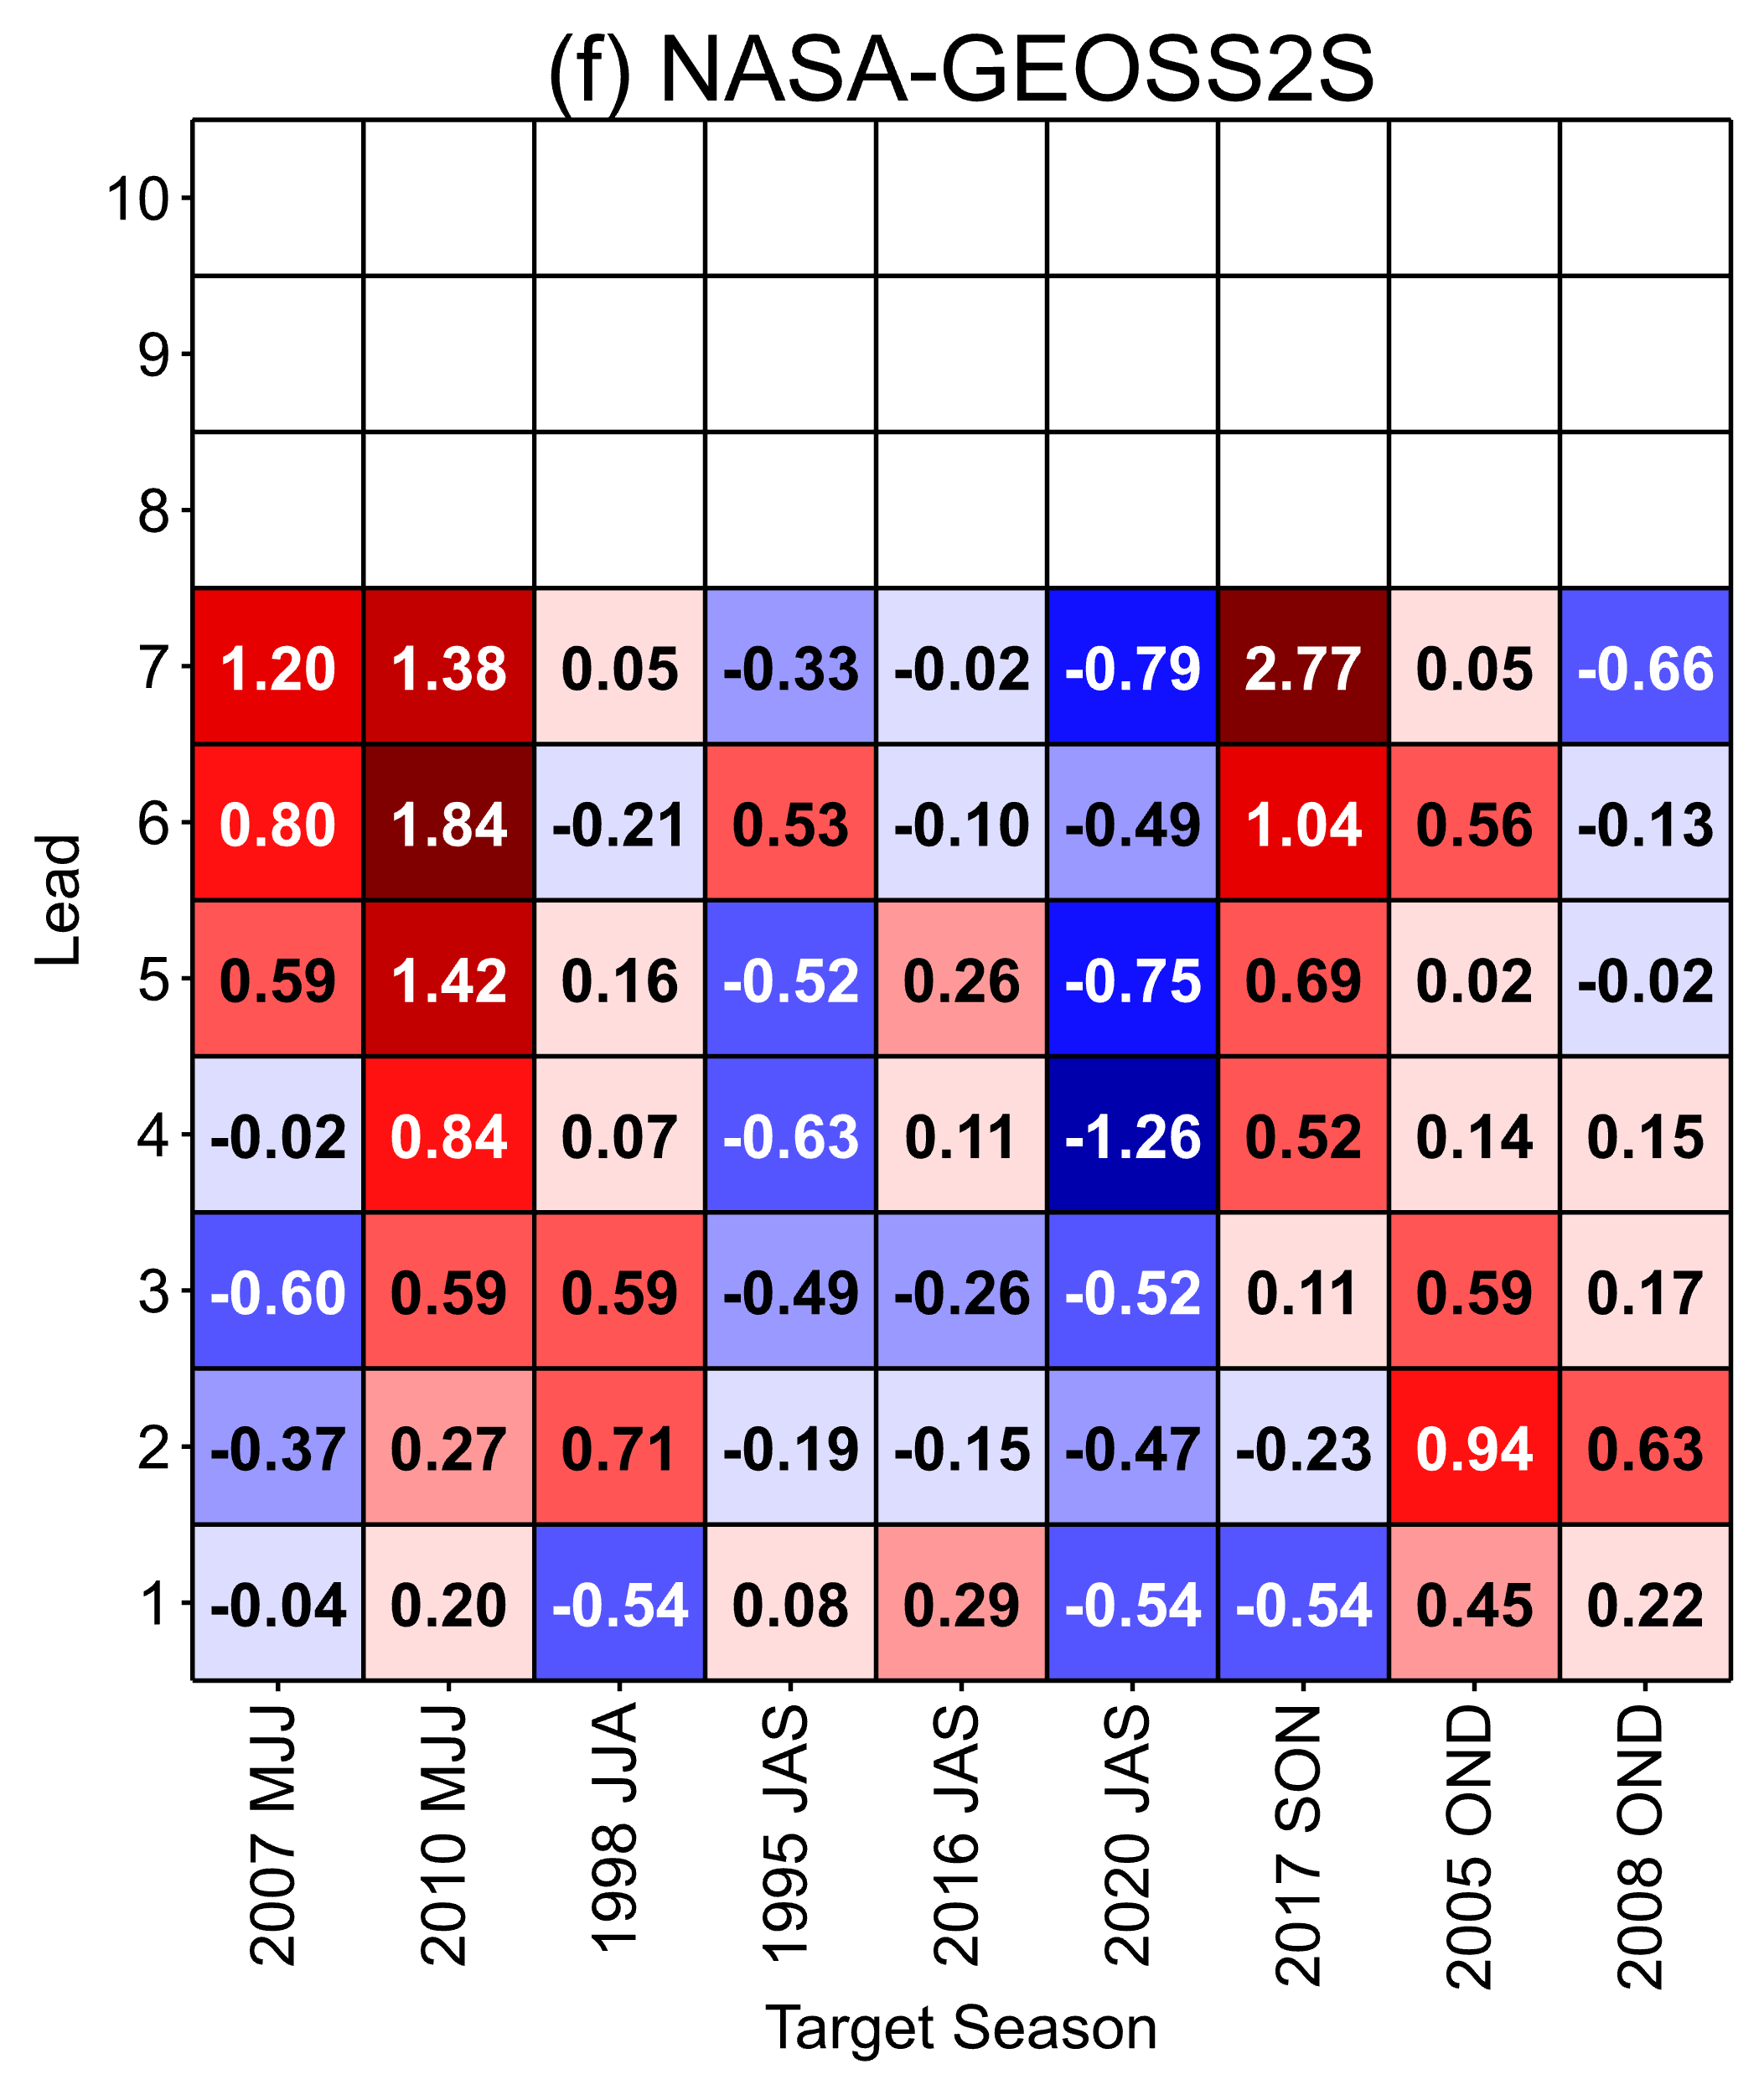 (f) NASA-GEOSS2S
10
9
8
7 1.20 1.38 0.05 -0.33 -0.02 -0.79 2.77 0.05 -0.66
6 0.80 1.84 -0.21 0.53 -0.10 -0.49 1.04 0.56 -0.13
5 0.59 1.42 0.16 -0.52 0.26 -0.75 0.69 0.02 -0.02
4 -0.02 0.84 0.07 -0.63 0.11 -1.26 0.52 0.14 0.15
3 -0.60 0.59 0.59 -0.49 -0.26 -0.52 0.11 0.59 0.17
2 -0.37 0.27 0.71 -0.19 -0.15 -0.47 -0.23 0.94 0.63
1 -0.04 0.20 -0.54 0.08 0.29 -0.54 -0.54 0.45 0.22
Lead
2007 MJJ
2010 MJJ
1998 JJA
1995 JAS
2016 JAS
2020 JAS
2017 SON
2005 OND
2008 OND
Target Season